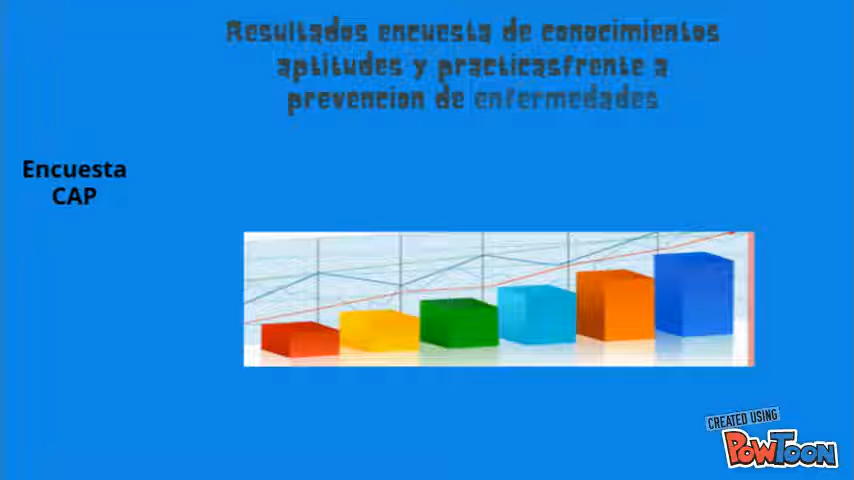 Resultados encuesta de conocimientos
aptitudes y practicasfrente a
prevencion de enfermedades
Encuesta
CAP
CREATED USING
POWTOON